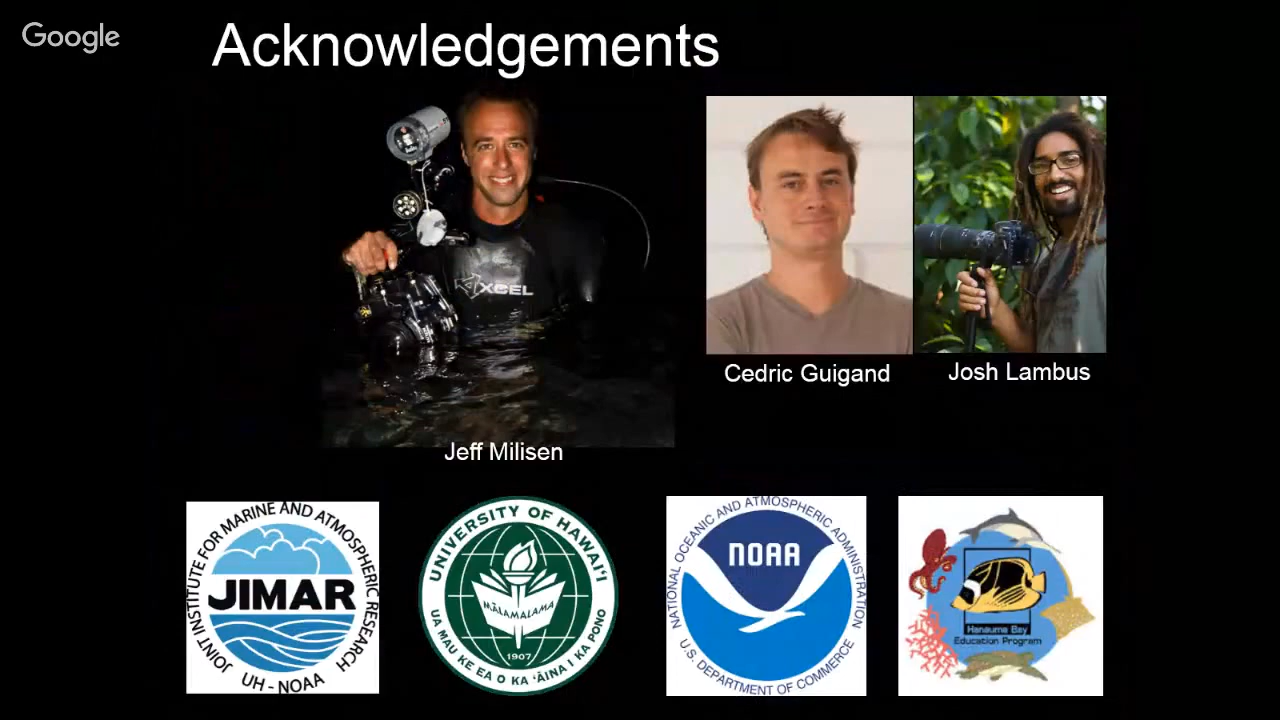 Google
Acknowledgements
XCEL
Cedric Guigand
Josh Lambus
Jeff Milisen
JOINT INSTITUTE FOR MARINE AND ATMOSPHERIC RESEARCH
JIMAR
UH - NOAA
UNIVERSITY OF HAWAI‘I
MĀLAMALAMA
1907
UA MAU KE EA O KA ‘ĀINA I KA PONO
NATIONAL OCEANIC AND ATMOSPHERIC ADMINISTRATION
NOAA
U.S. DEPARTMENT OF COMMERCE
Hanauma Bay
Education Program